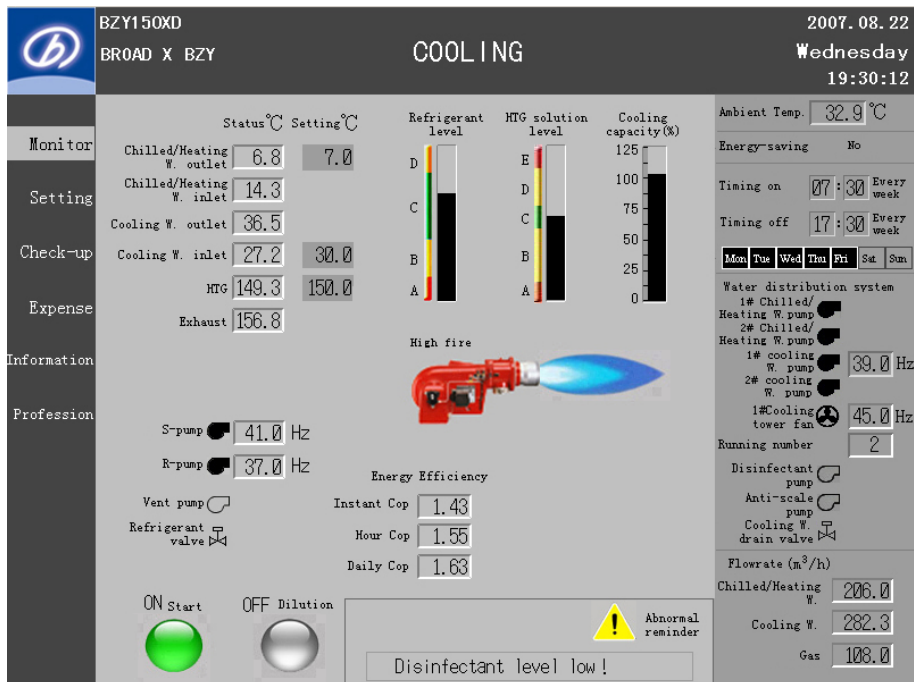 BZY150XD
BROAD X BZY
COOLING
2007.08.22
Wednesday
19:30:12
Monitor
Setting
Check-up
Expense
Information
Profession
Status℃ Setting℃
Chilled/Heating
W. outlet 6.8 7.0
Chilled/Heating
W. inlet 14.3
Cooling W. outlet 36.5
Cooling W. inlet 27.2 30.0
HTG 149.3 150.0
Exhaust 156.8
Refrigerant
level
D
C
B
A
HTG solution
level
E
D
C
B
A
Cooling
capacity(%)
125
100
75
50
25
0
High fire
S-pump 41.0 Hz
R-pump 37.0 Hz
Vent pump
Refrigerant
valve
Energy Efficiency
Instant Cop 1.43
Hour Cop 1.55
Daily Cop 1.63
ON Start
OFF Dilution
Abnormal
reminder
Disinfectant level low!
Ambient Temp. 32.9 ℃
Energy-saving No
Timing on 07:30 Every
week
Timing off 17:30 Every
week
Mon Tue Wed Thu Fri Sat Sun
Water distribution system
1# Chilled/
Heating W. pump
2# Chilled/
Heating W. pump
1# cooling
W. pump 39.0 Hz
2# cooling
W. pump
1#Cooling
tower fan 45.0 Hz
Running number 2
Disinfectant
pump
Anti-scale
pump
Cooling W.
drain valve
Flowrate (m³/h)
Chilled/Heating
W. 206.0
Cooling W. 282.3
Gas 108.0